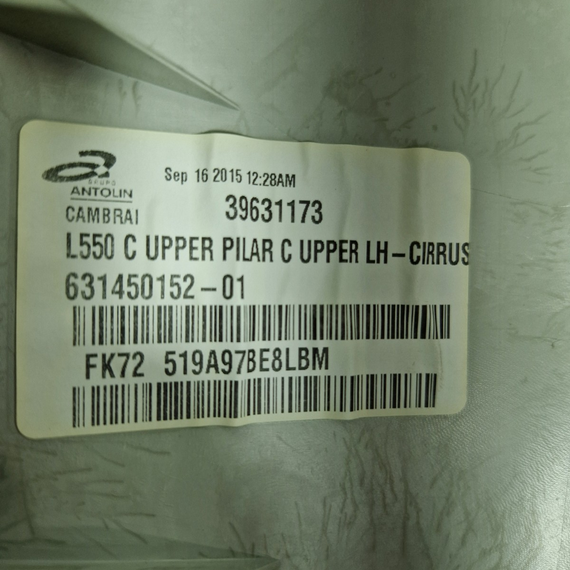 GRUPO
ANTOLIN
Sep 16 2015 12:28AM
CAMBRAI
39631173
L550 C UPPER PILAR C UPPER LH-CIRRUS
631450152-01
FK72 519A97BE8LBM